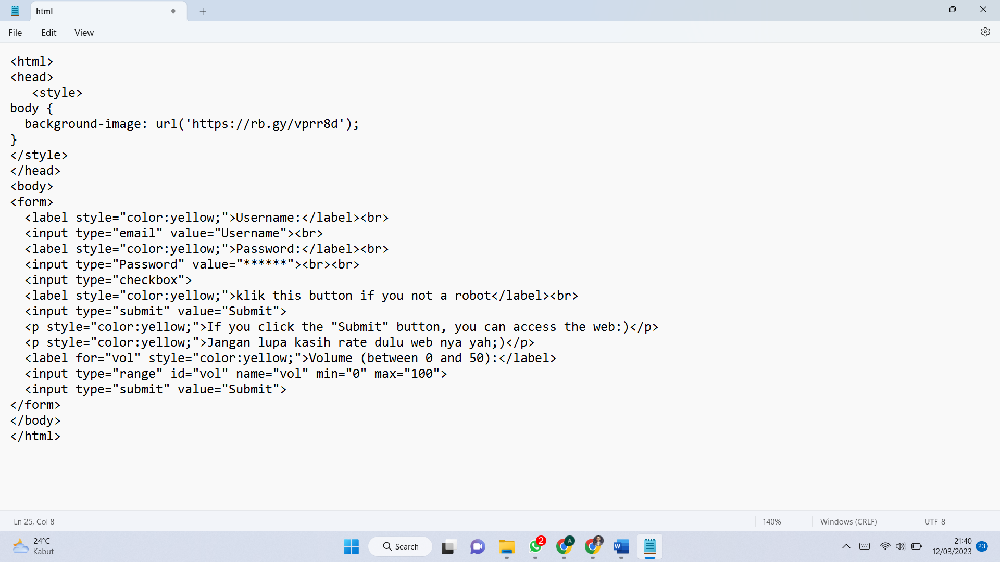 html
File Edit View
<html>
<head>
   <style>
body {
  background-image: url('https://rb.gy/vprr8d');
}
</style>
</head>
<body>
<form>
  <label style="color:yellow;">Username:</label><br>
  <input type="email" value="Username"><br>
  <label style="color:yellow;">Password:</label><br>
  <input type="Password" value="******"><br><br>
  <input type="checkbox">
  <label style="color:yellow;">klik this button if you not a robot</label><br>
  <input type="submit" value="Submit">
  <p style="color:yellow;">If you click the "Submit" button, you can access the web:)</p>
  <p style="color:yellow;">Jangan lupa kasih rate dulu web nya yah;)</p>
  <label for="vol" style="color:yellow;">Volume (between 0 and 50):</label>
  <input type="range" id="vol" name="vol" min="0" max="100">
  <input type="submit" value="Submit">
</form>
</body>
</html>
Ln 25, Col 8 140% Windows (CRLF) UTF-8
24°C
Kabut
Search
2
A
W
21:40
12/03/2023
23